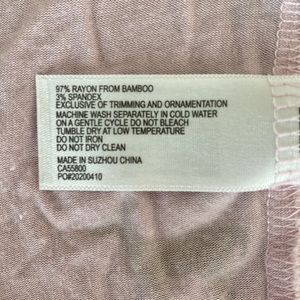 97% RAYON FROM BAMBOO
3% SPANDEX
EXCLUSIVE OF TRIMMING AND ORNAMENTATION
MACHINE WASH SEPARATELY IN COLD WATER
ON A GENTLE CYCLE DO NOT BLEACH
TUMBLE DRY AT LOW TEMPERATURE
DO NOT IRON
DO NOT DRY CLEAN
MADE IN SUZHOU CHINA
CA55800
PO#20200410